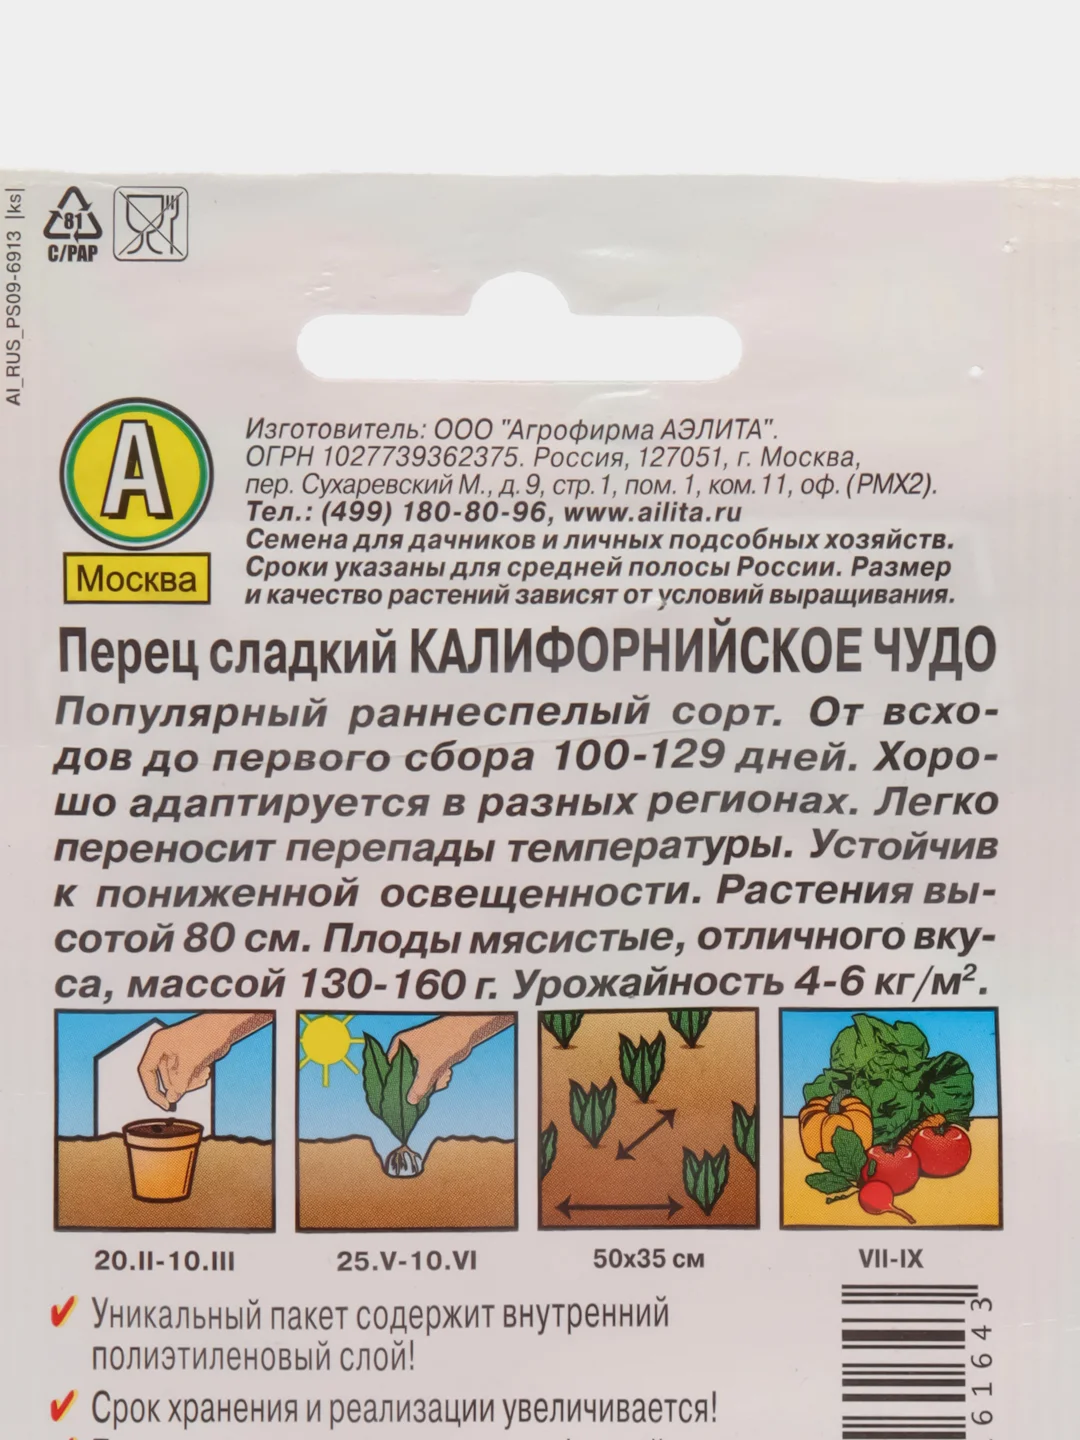 AI_RUS_PS09-6913 |ks|
81
C/PAP
А
Москва
Изготовитель: ООО "Агрофирма АЭЛИТА".
ОГРН 1027739362375. Россия, 127051, г. Москва,
пер. Сухаревский М., д. 9, стр. 1, пом. 1, ком. 11, оф. (РМХ2).
Тел.: (499) 180-80-96, www.ailita.ru
Семена для дачников и личных подсобных хозяйств.
Сроки указаны для средней полосы России. Размер
и качество растений зависят от условий выращивания.
Перец сладкий КАЛИФОРНИЙСКОЕ ЧУДО
Популярный раннеспелый сорт. От всхо-
дов до первого сбора 100-129 дней. Хоро-
шо адаптируется в разных регионах. Легко
переносит перепады температуры. Устойчив
к пониженной освещенности. Растения вы-
сотой 80 см. Плоды мясистые, отличного вку-
са, массой 130-160 г. Урожайность 4-6 кг/м².
20.II-10.III
25.V-10.VI
50х35 см
VII-IX
Уникальный пакет содержит внутренний
полиэтиленовый слой!
Срок хранения и реализации увеличивается!
61643